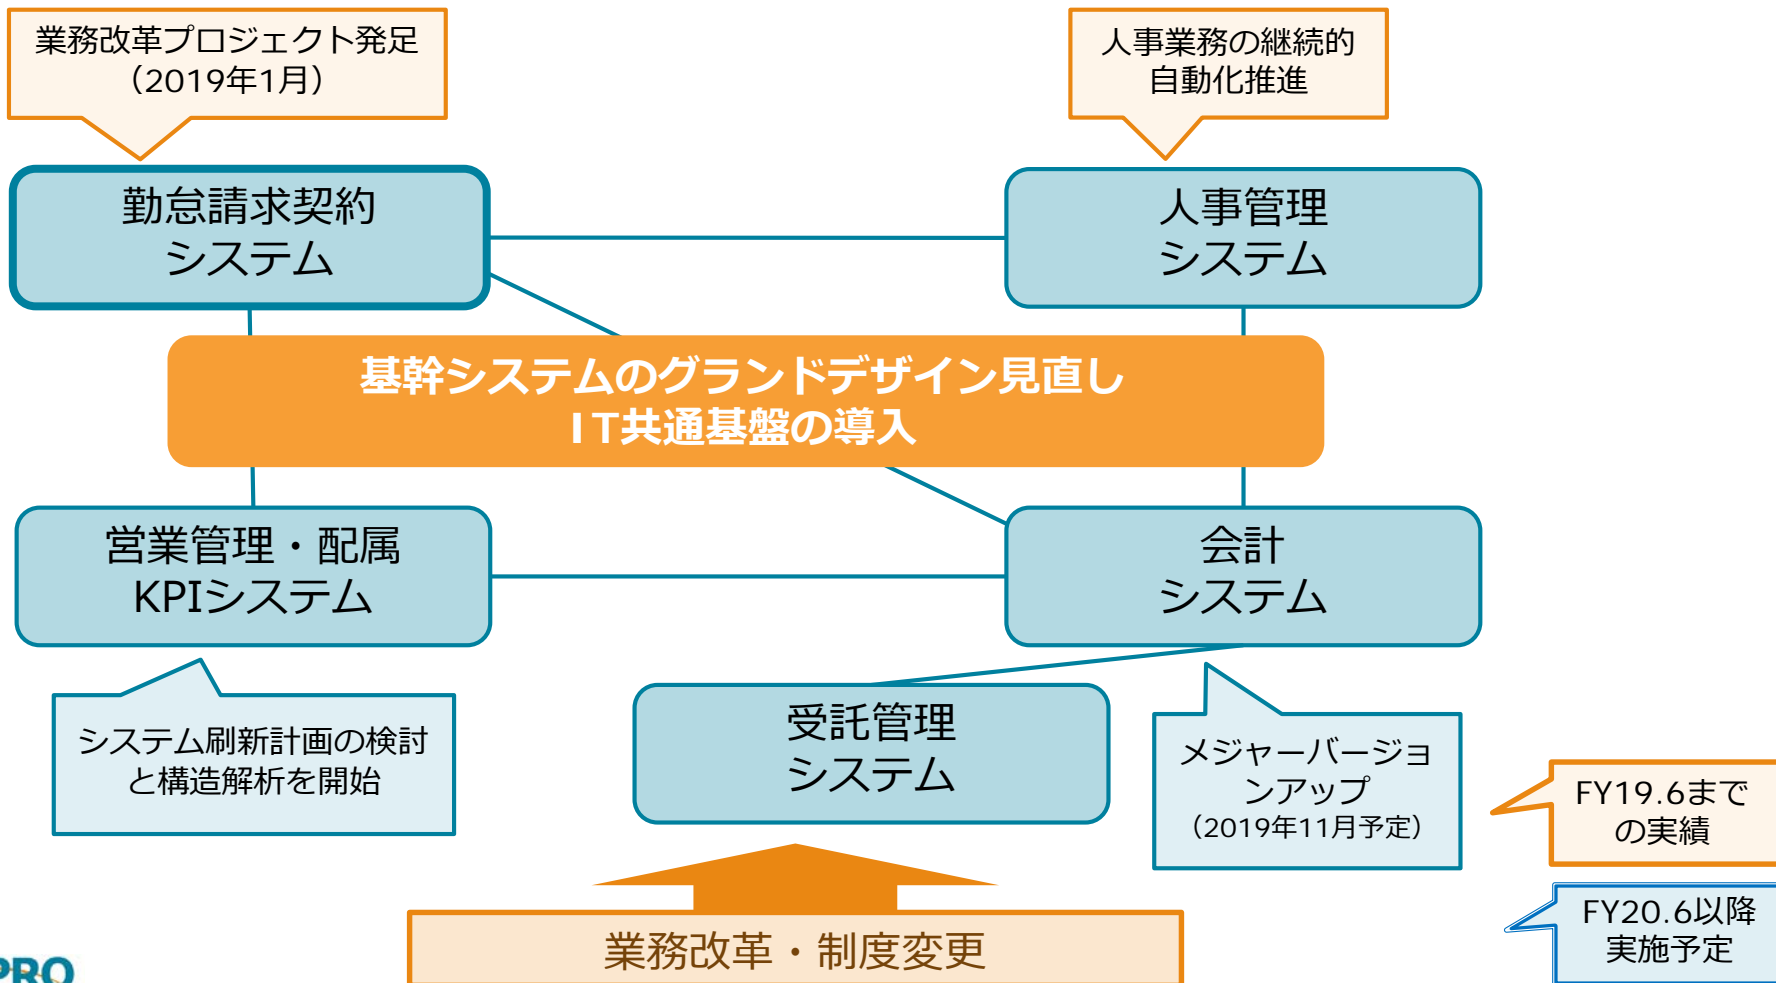 業務改革プロジェクト発足
（2019年1月）
人事業務の継続的
自動化推進
勤怠請求契約
システム
人事管理
システム
基幹システムのグランドデザイン見直し
IT共通基盤の導入
営業管理・配属
KPIシステム
会計
システム
システム刷新計画の検討
と構造解析を開始
受託管理
システム
メジャーバージョ
ンアップ
（2019年11月予定）
FY19.6まで
の実績
FY20.6以降
実施予定
業務改革・制度変更
PRO